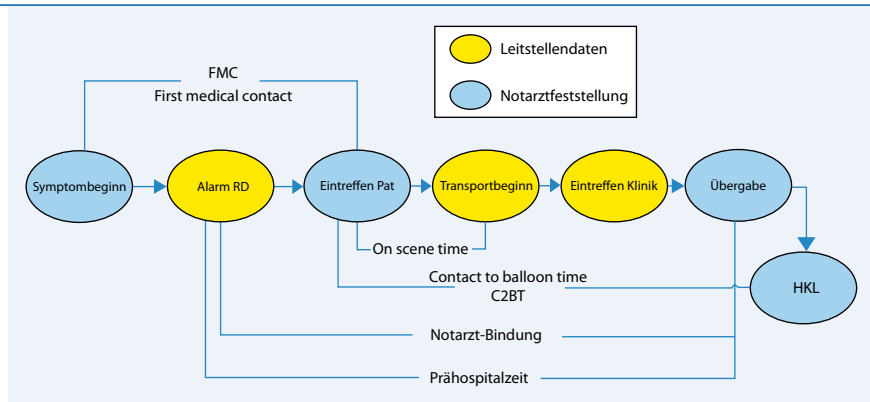 Leitstellendaten
Notarztfeststellung
FMC
First medical contact
Symptombeginn
Alarm RD
Eintreffen Pat
Transportbeginn
Eintreffen Klinik
Übergabe
On scene time
Contact to balloon time
C2BT
HKL
Notarzt-Bindung
Prähospitalzeit